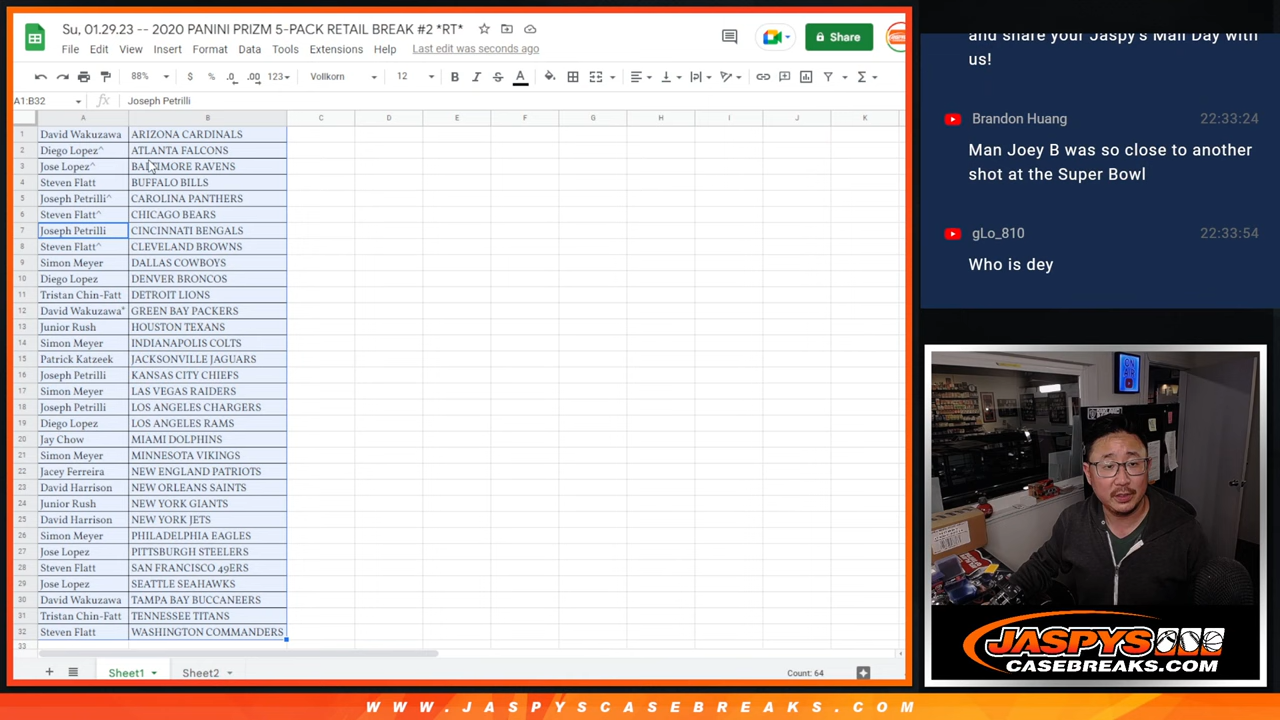 Su, 01.29.23 -- 2020 PANINI PRIZM 5-PACK RETAIL BREAK #2 *RT*
Share
File Edit View Insert Format Data Tools Extensions Help Last edit was seconds ago
88% $ % .0 .00 123 Vollkorn 12 B I S A
A1:B32 fx Joseph Petrilli
A B C D E F G H I J K
1 David Wakuzawa ARIZONA CARDINALS
2 Diego Lopez^ ATLANTA FALCONS
3 Jose Lopez^ BALTIMORE RAVENS
4 Steven Flatt BUFFALO BILLS
5 Joseph Petrilli^ CAROLINA PANTHERS
6 Steven Flatt^ CHICAGO BEARS
7 Joseph Petrilli CINCINNATI BENGALS
8 Steven Flatt^ CLEVELAND BROWNS
9 Simon Meyer DALLAS COWBOYS
10 Diego Lopez DENVER BRONCOS
11 Tristan Chin-Fatt DETROIT LIONS
12 David Wakuzawa* GREEN BAY PACKERS
13 Junior Rush HOUSTON TEXANS
14 Simon Meyer INDIANAPOLIS COLTS
15 Patrick Katzeek JACKSONVILLE JAGUARS
16 Joseph Petrilli KANSAS CITY CHIEFS
17 Simon Meyer LAS VEGAS RAIDERS
18 Joseph Petrilli LOS ANGELES CHARGERS
19 Diego Lopez LOS ANGELES RAMS
20 Jay Chow MIAMI DOLPHINS
21 Simon Meyer MINNESOTA VIKINGS
22 Jacey Ferreira NEW ENGLAND PATRIOTS
23 David Harrison NEW ORLEANS SAINTS
24 Junior Rush NEW YORK GIANTS
25 David Harrison NEW YORK JETS
26 Simon Meyer PHILADELPHIA EAGLES
27 Jose Lopez PITTSBURGH STEELERS
28 Steven Flatt SAN FRANCISCO 49ERS
29 Jose Lopez SEATTLE SEAHAWKS
30 David Wakuzawa TAMPA BAY BUCCANEERS
31 Tristan Chin-Fatt TENNESSEE TITANS
32 Steven Flatt WASHINGTON COMMANDERS
33
Sheet1 Sheet2 Count: 64
and share your Jaspy's Mail Day with
us!
Brandon Huang 22:33:24
Man Joey B was so close to another
shot at the Super Bowl
gLo_810 22:33:54
Who is dey
ON
AIR
JASPYS
CASEBREAKS.COM
WWW.JASPYSCASEBREAKS.COM